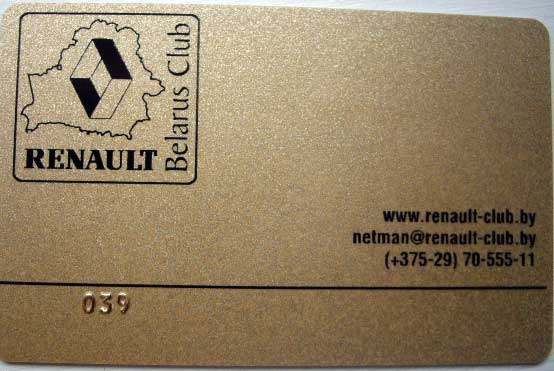 RENAULT
Belarus Club
www.renault-club.by
netman@renault-club.by
(+375-29) 70-555-11
039